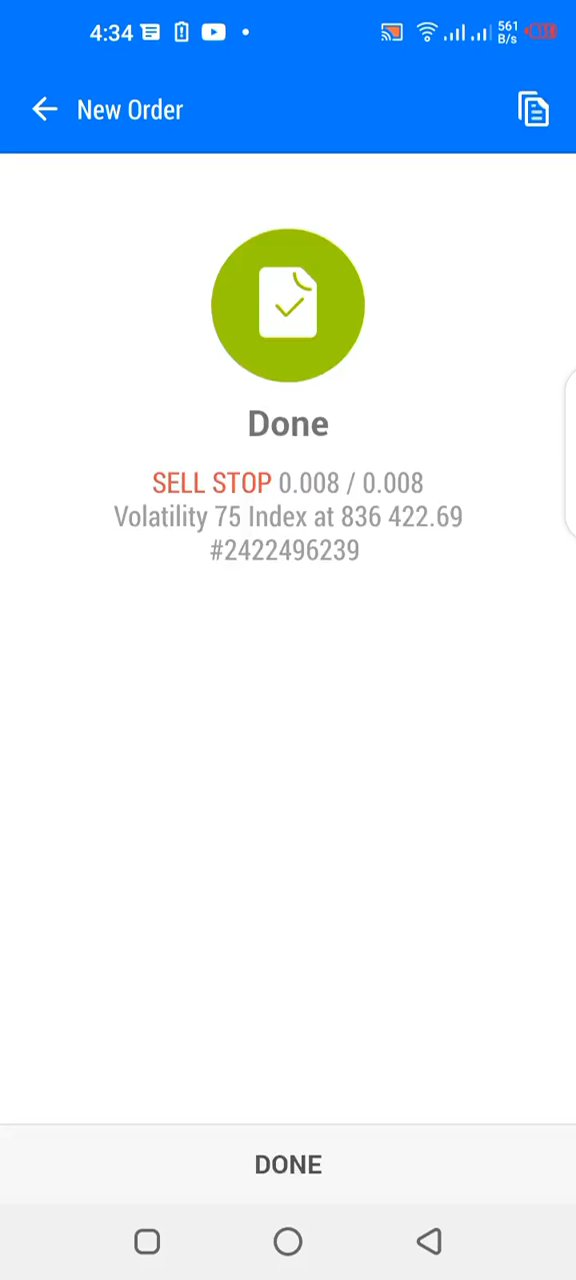 4:34
561
B/s
New Order
Done
SELL STOP 0.008 / 0.008
Volatility 75 Index at 836 422.69
#2422496239
DONE